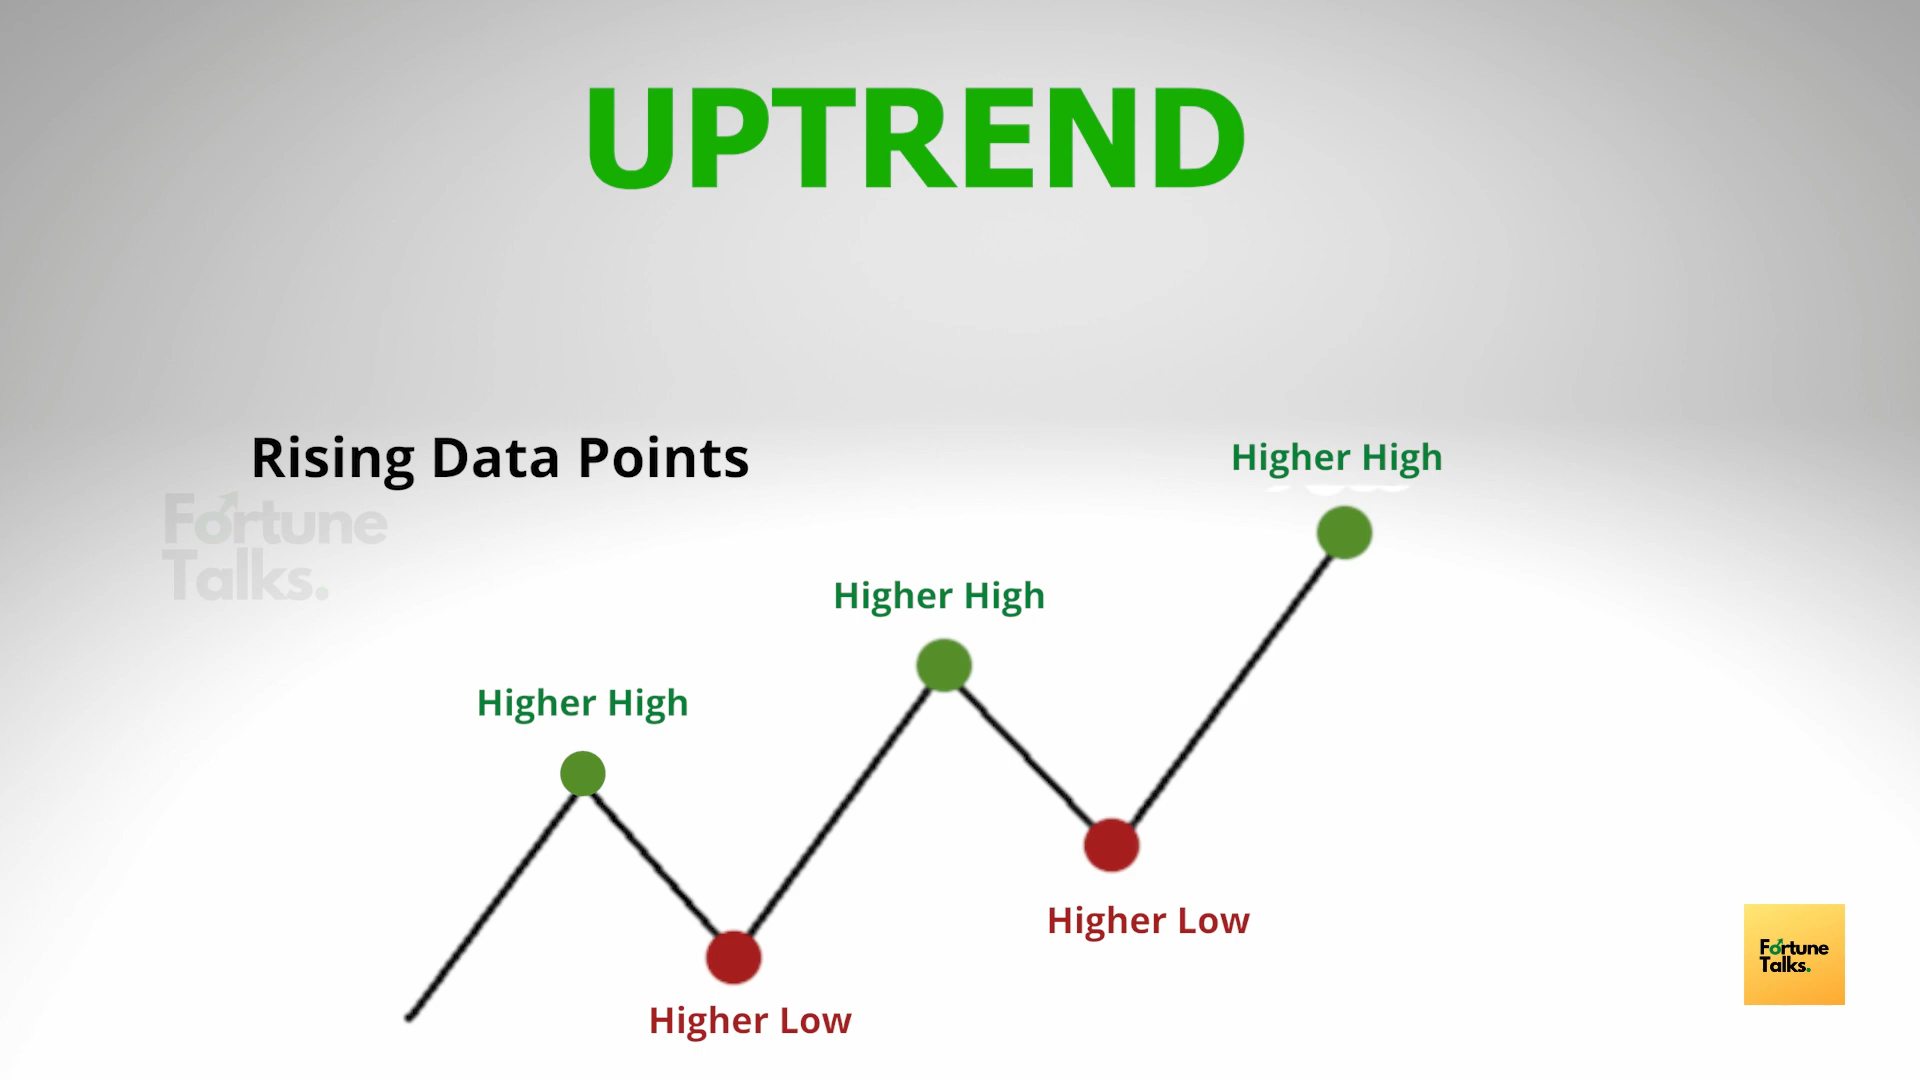 UPTREND
Rising Data Points
Higher High
Fortune
Talks.
Higher High
Higher High
Higher Low
Higher Low
Fortune
Talks.